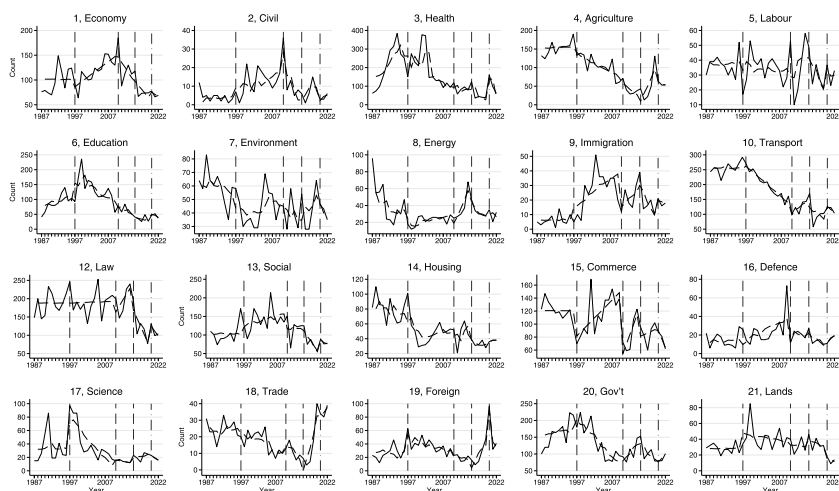 1, Economy 2, Civil 3, Health 4, Agriculture 5, Labour
200 40 400 200 60
50
150 30 300 150 40
100 20 200 100 30
10 100 50 20
50 0 0 0 10
Count
1987 1997 2007 2022 1987 1997 2007 2022 1987 1997 2007 2022 1987 1997 2007 2022 1987 1997 2007 2022
6, Education 7, Environment 8, Energy 9, Immigration 10, Transport
250 80 100 50 300
200 70 80 40 250
150 60 60 30 200
100 50 40 20 150
50 40 20 10 100
0 30 0 0 50
Count
1987 1997 2007 2022 1987 1997 2007 2022 1987 1997 2007 2022 1987 1997 2007 2022 1987 1997 2007 2022
12, Law 13, Social 14, Housing 15, Commerce 16, Defence
250 250 120 160 80
200 200 100 140 60
150 150 80 120 40
100 100 60 100 20
50 50 40 80 0
20 60
Count
1987 1997 2007 2022 1987 1997 2007 2022 1987 1997 2007 2022 1987 1997 2007 2022 1987 1997 2007 2022
17, Science 18, Trade 19, Foreign 20, Gov't 21, Lands
100 40 100 250 80
80 30 80 200 60
60 20 60 150 40
40 10 40 100 20
20 0 20 50 0
0 0
Count
1987 1997 2007 2022 1987 1997 2007 2022 1987 1997 2007 2022 1987 1997 2007 2022 1987 1997 2007 2022
Year Year Year Year Year